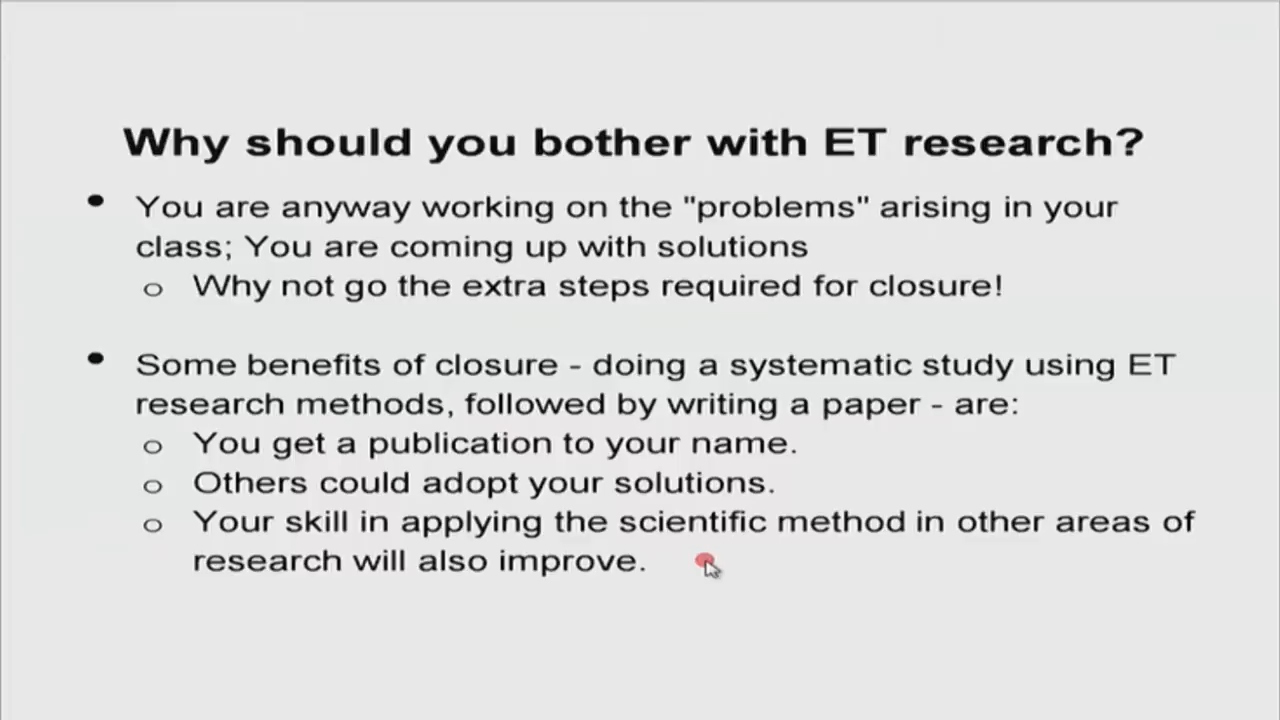 Why should you bother with ET research?
• You are anyway working on the "problems" arising in your
class; You are coming up with solutions
o Why not go the extra steps required for closure!
• Some benefits of closure - doing a systematic study using ET
research methods, followed by writing a paper - are:
o You get a publication to your name.
o Others could adopt your solutions.
o Your skill in applying the scientific method in other areas of
research will also improve.